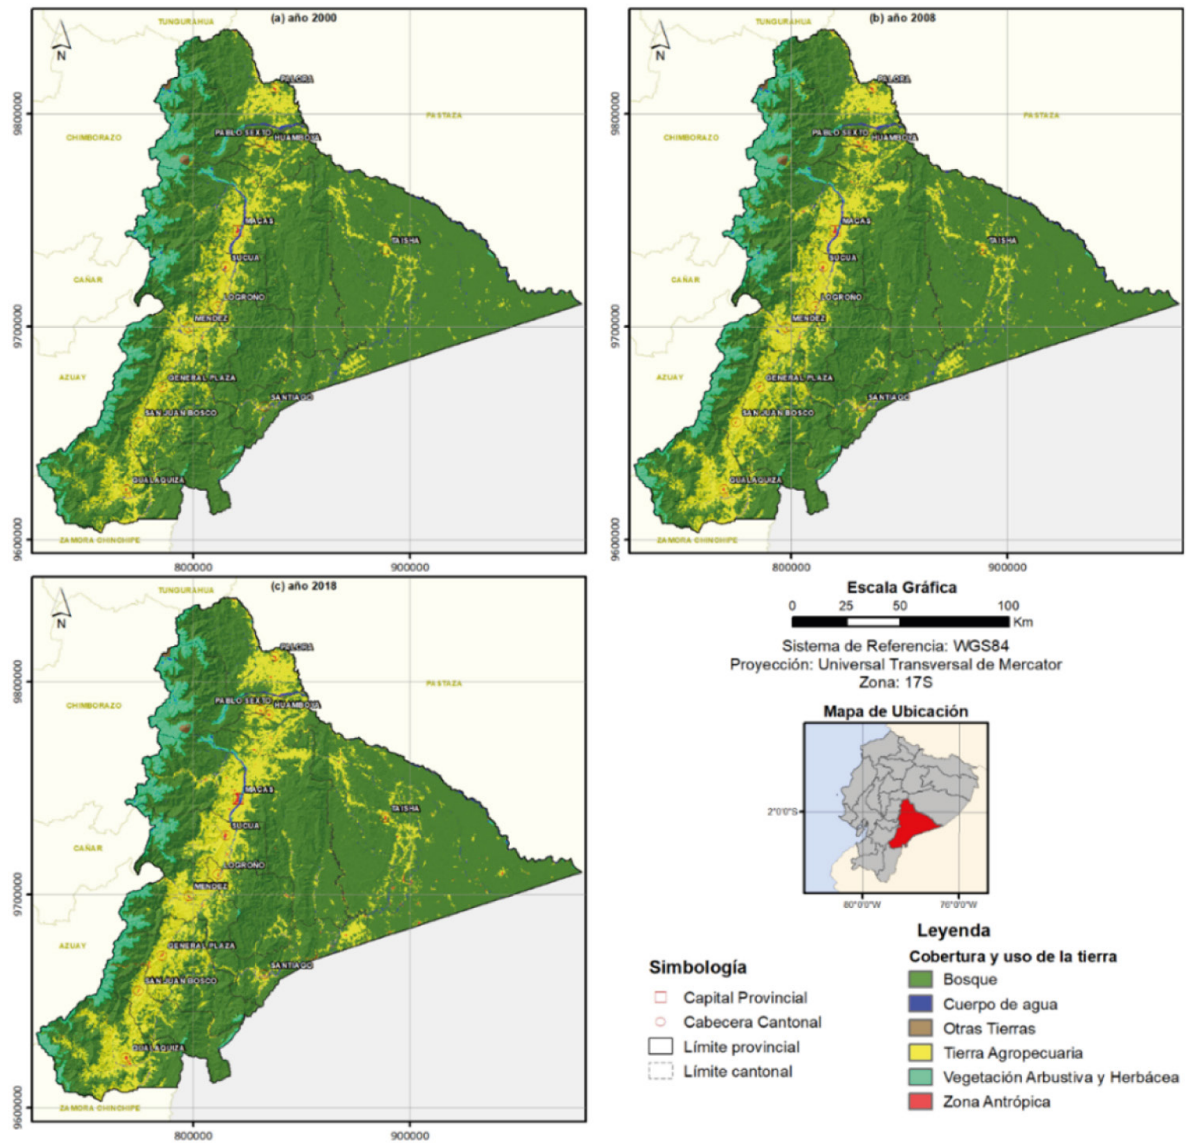 (a) año 2000
TUNGURAHUA
N
PALORA
9800000
PASTAZA
CHIMBORAZO
PABLO SEXTO
HUAMBOYA
MACAS
TAISHA
SUCUA
CAÑAR
LOGROÑO
MENDEZ
9700000
AZUAY
GENERAL PLAZA
SANTIAGO
SAN JUAN BOSCO
GUALAQUIZA
ZAMORA CHINCHIPE
9600000
800000
900000
(b) año 2008
TUNGURAHUA
N
PALORA
9800000
PASTAZA
CHIMBORAZO
PABLO SEXTO
HUAMBOYA
MACAS
TAISHA
SUCUA
CAÑAR
LOGROÑO
MENDEZ
9700000
AZUAY
GENERAL PLAZA
SANTIAGO
SAN JUAN BOSCO
GUALAQUIZA
ZAMORA CHINCHIPE
9600000
800000
900000
(c) año 2018
TUNGURAHUA
N
PALORA
9800000
PASTAZA
CHIMBORAZO
PABLO SEXTO
HUAMBOYA
MACAS
TAISHA
SUCUA
CAÑAR
LOGROÑO
MENDEZ
9700000
AZUAY
GENERAL PLAZA
SANTIAGO
SAN JUAN BOSCO
GUALAQUIZA
ZAMORA CHINCHIPE
9600000
800000
900000
Escala Gráfica
0 25 50 100
Km
Sistema de Referencia: WGS84
Proyección: Universal Transversal de Mercator
Zona: 17S
Mapa de Ubicación
2°0'0"S
80°0'0"W 76°0'0"W
Simbología
Capital Provincial
Cabecera Cantonal
Límite provincial
Límite cantonal
Leyenda
Cobertura y uso de la tierra
Bosque
Cuerpo de agua
Otras Tierras
Tierra Agropecuaria
Vegetación Arbustiva y Herbácea
Zona Antrópica